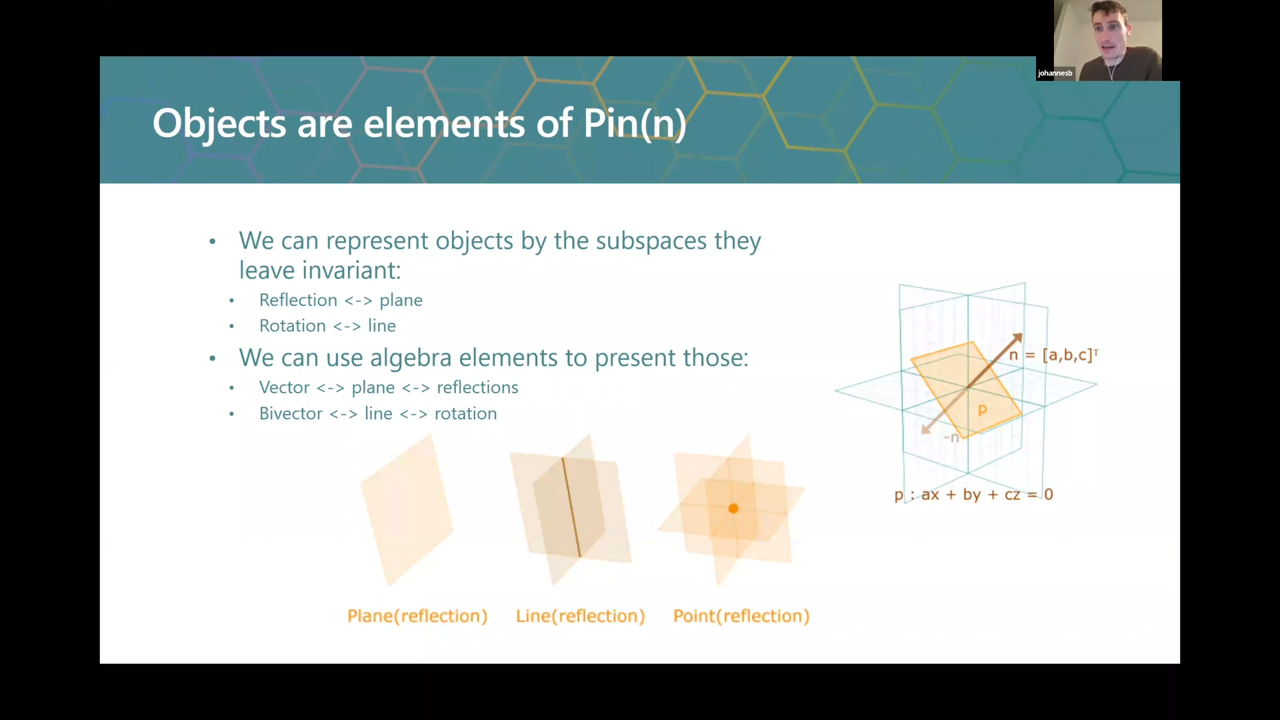 johannesb
Objects are elements of Pin(n)
• We can represent objects by the subspaces they
leave invariant:
• Reflection <-> plane
• Rotation <-> line
• We can use algebra elements to present those:
• Vector <-> plane <-> reflections
• Bivector <-> line <-> rotation
n = [a,b,c]ᵀ
p
-n
p : ax + by + cz = 0
Plane(reflection)
Line(reflection)
Point(reflection)